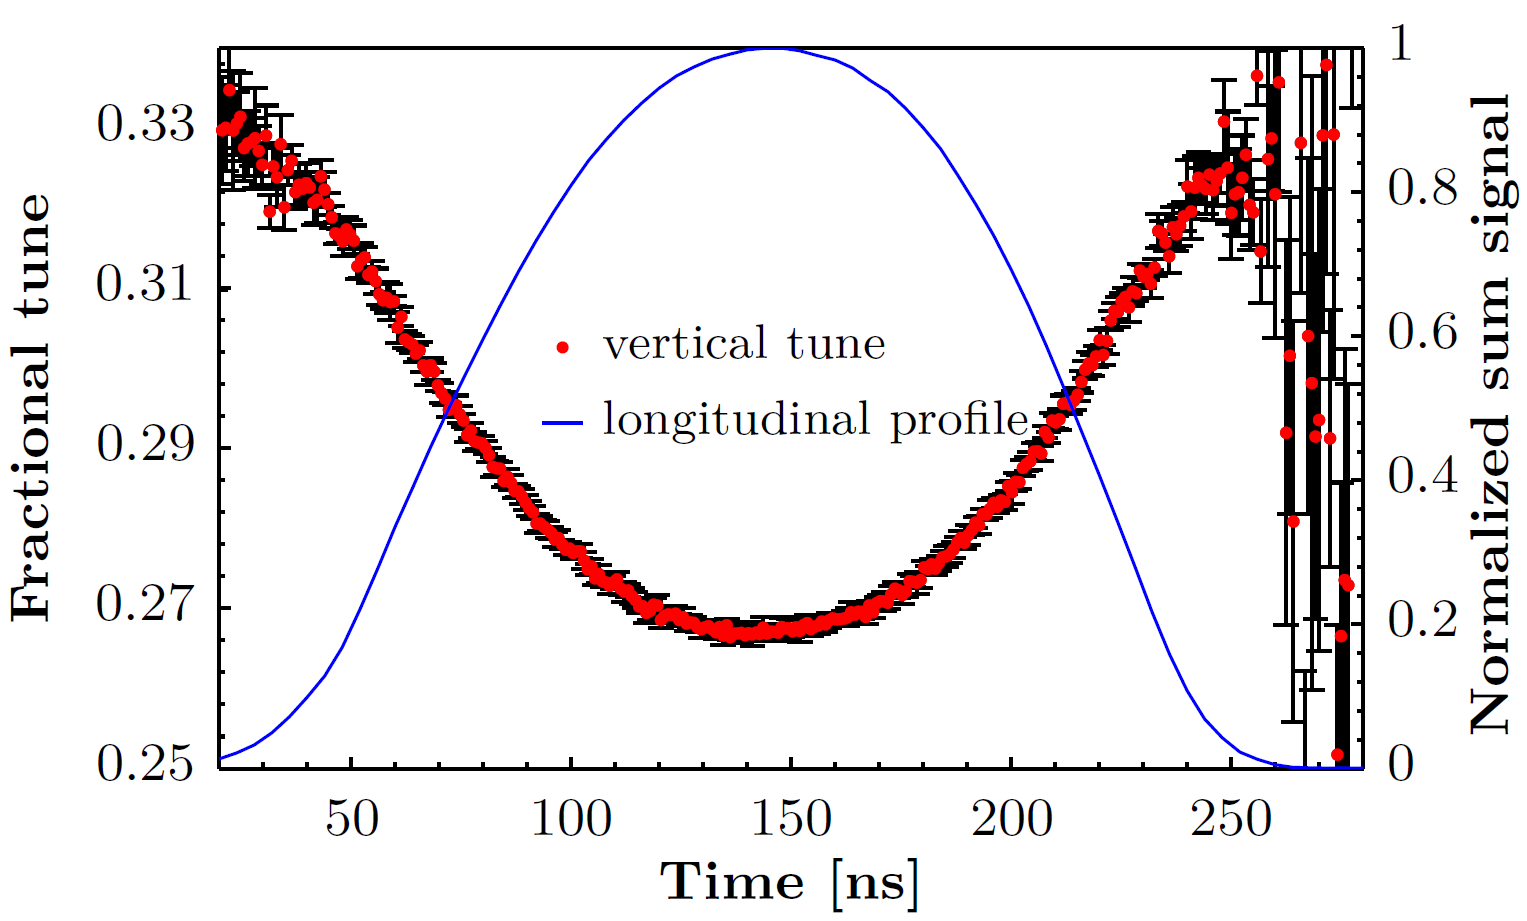 Fractional tune
0.33
0.31
0.29
0.27
0.25
vertical tune
longitudinal profile
1
0.8
0.6
0.4
0.2
0
Normalized sum signal
50 100 150 200 250
Time [ns]